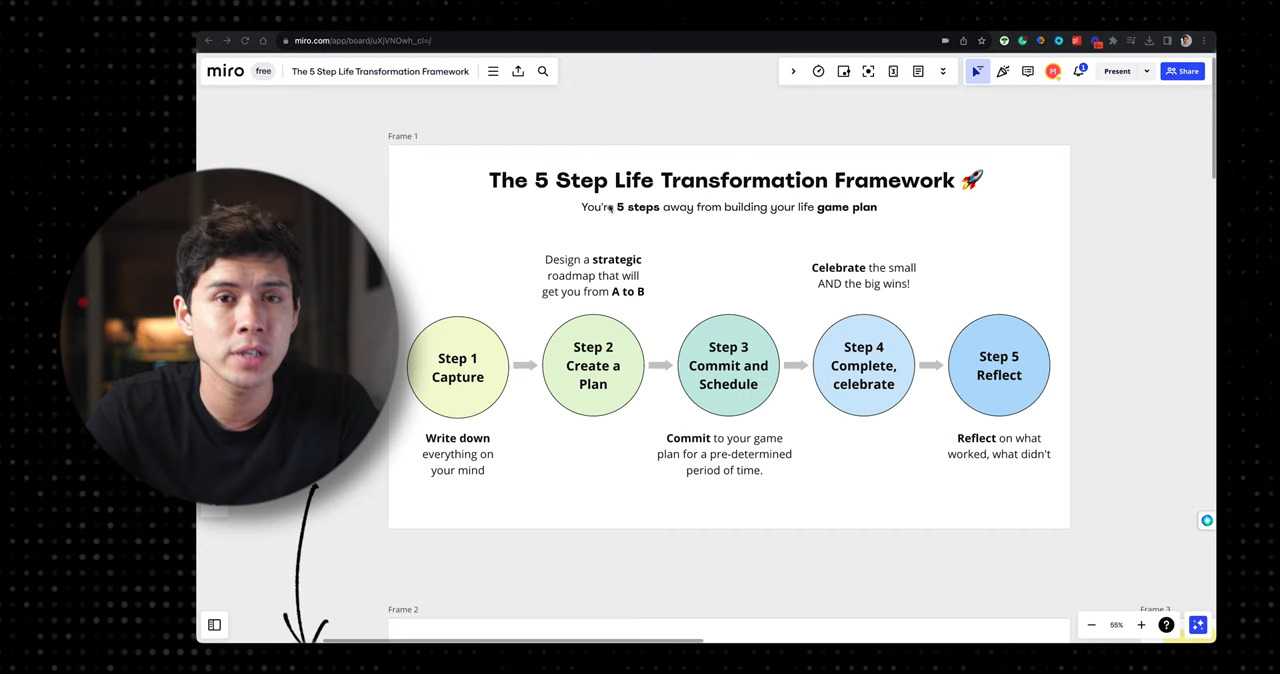 miro.com/app/board/uXjVNOwh_cI=/
miro free The 5 Step Life Transformation Framework
3
M
1
Present
Share
Frame 1
The 5 Step Life Transformation Framework 🚀
You're 5 steps away from building your life game plan
Design a strategic
roadmap that will
get you from A to B
Celebrate the small
AND the big wins!
Step 1
Capture
Step 2
Create a
Plan
Step 3
Commit and
Schedule
Step 4
Complete,
celebrate
Step 5
Reflect
Write down
everything on
your mind
Commit to your game
plan for a pre-determined
period of time.
Reflect on what
worked, what didn't
Frame 2
Frame 3
55%
?